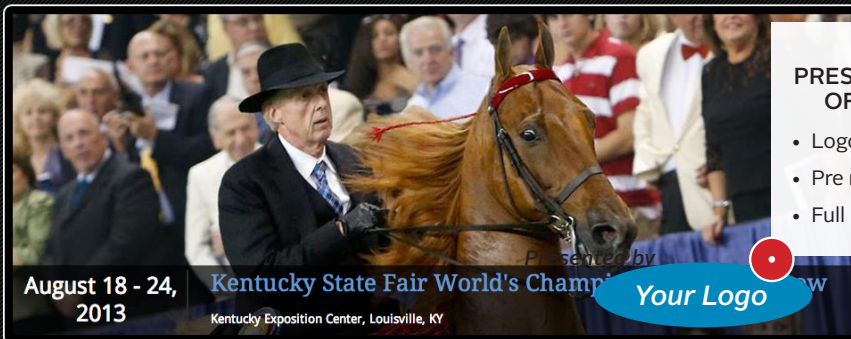 PRES
OF
• Logo
• Pre
• Full
Presented by
August 18 - 24,
2013
Kentucky State Fair World's Champ
Your Logo
Kentucky Exposition Center, Louisville, KY